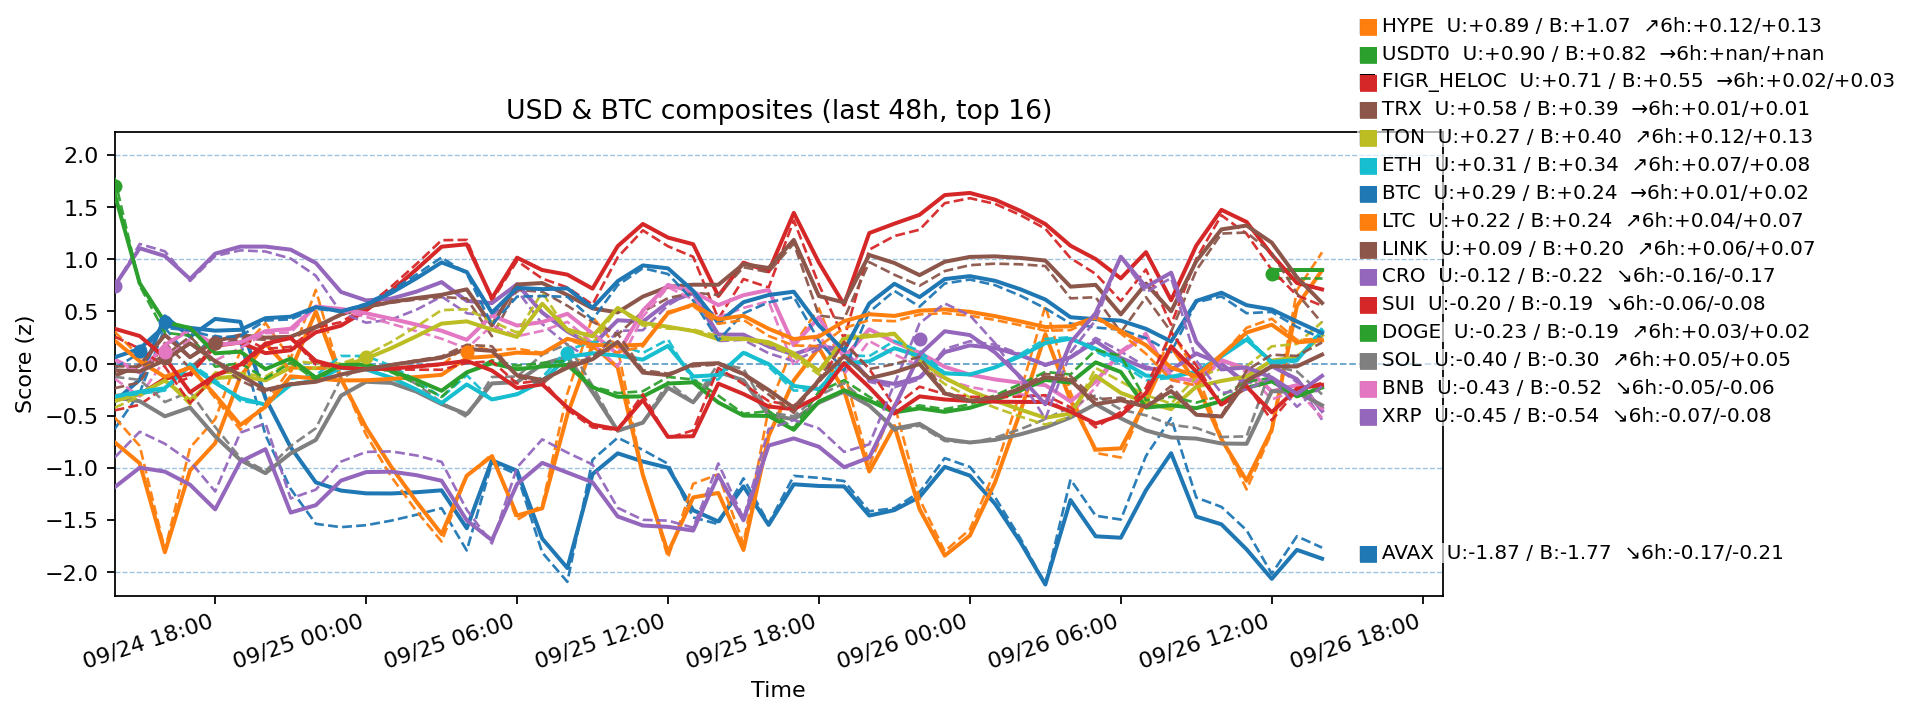 HYPE  U:+0.89 / B:+1.07  ↗6h:+0.12/+0.13
USDT0  U:+0.90 / B:+0.82  →6h:+nan/+nan
FIGR_HELOC  U:+0.71 / B:+0.55  →6h:+0.02/+0.03
USD & BTC composites (last 48h, top 16)
TRX  U:+0.58 / B:+0.39  →6h:+0.01/+0.01
TON  U:+0.27 / B:+0.40  ↗6h:+0.12/+0.13
ETH  U:+0.31 / B:+0.34  ↗6h:+0.07/+0.08
BTC  U:+0.29 / B:+0.24  →6h:+0.01/+0.02
LTC  U:+0.22 / B:+0.24  ↗6h:+0.04/+0.07
LINK  U:+0.09 / B:+0.20  ↗6h:+0.06/+0.07
CRO  U:-0.12 / B:-0.22  ↘6h:-0.16/-0.17
SUI  U:-0.20 / B:-0.19  ↘6h:-0.06/-0.08
DOGE  U:-0.23 / B:-0.19  ↗6h:+0.03/+0.02
SOL  U:-0.40 / B:-0.30  ↗6h:+0.05/+0.05
BNB  U:-0.43 / B:-0.52  ↘6h:-0.05/-0.06
XRP  U:-0.45 / B:-0.54  ↘6h:-0.07/-0.08
AVAX  U:-1.87 / B:-1.77  ↘6h:-0.17/-0.21
Score (z)
2.0
1.5
1.0
0.5
0.0
−0.5
−1.0
−1.5
−2.0
09/24 18:00
09/25 00:00
09/25 06:00
09/25 12:00
09/25 18:00
09/26 00:00
09/26 06:00
09/26 12:00
09/26 18:00
Time